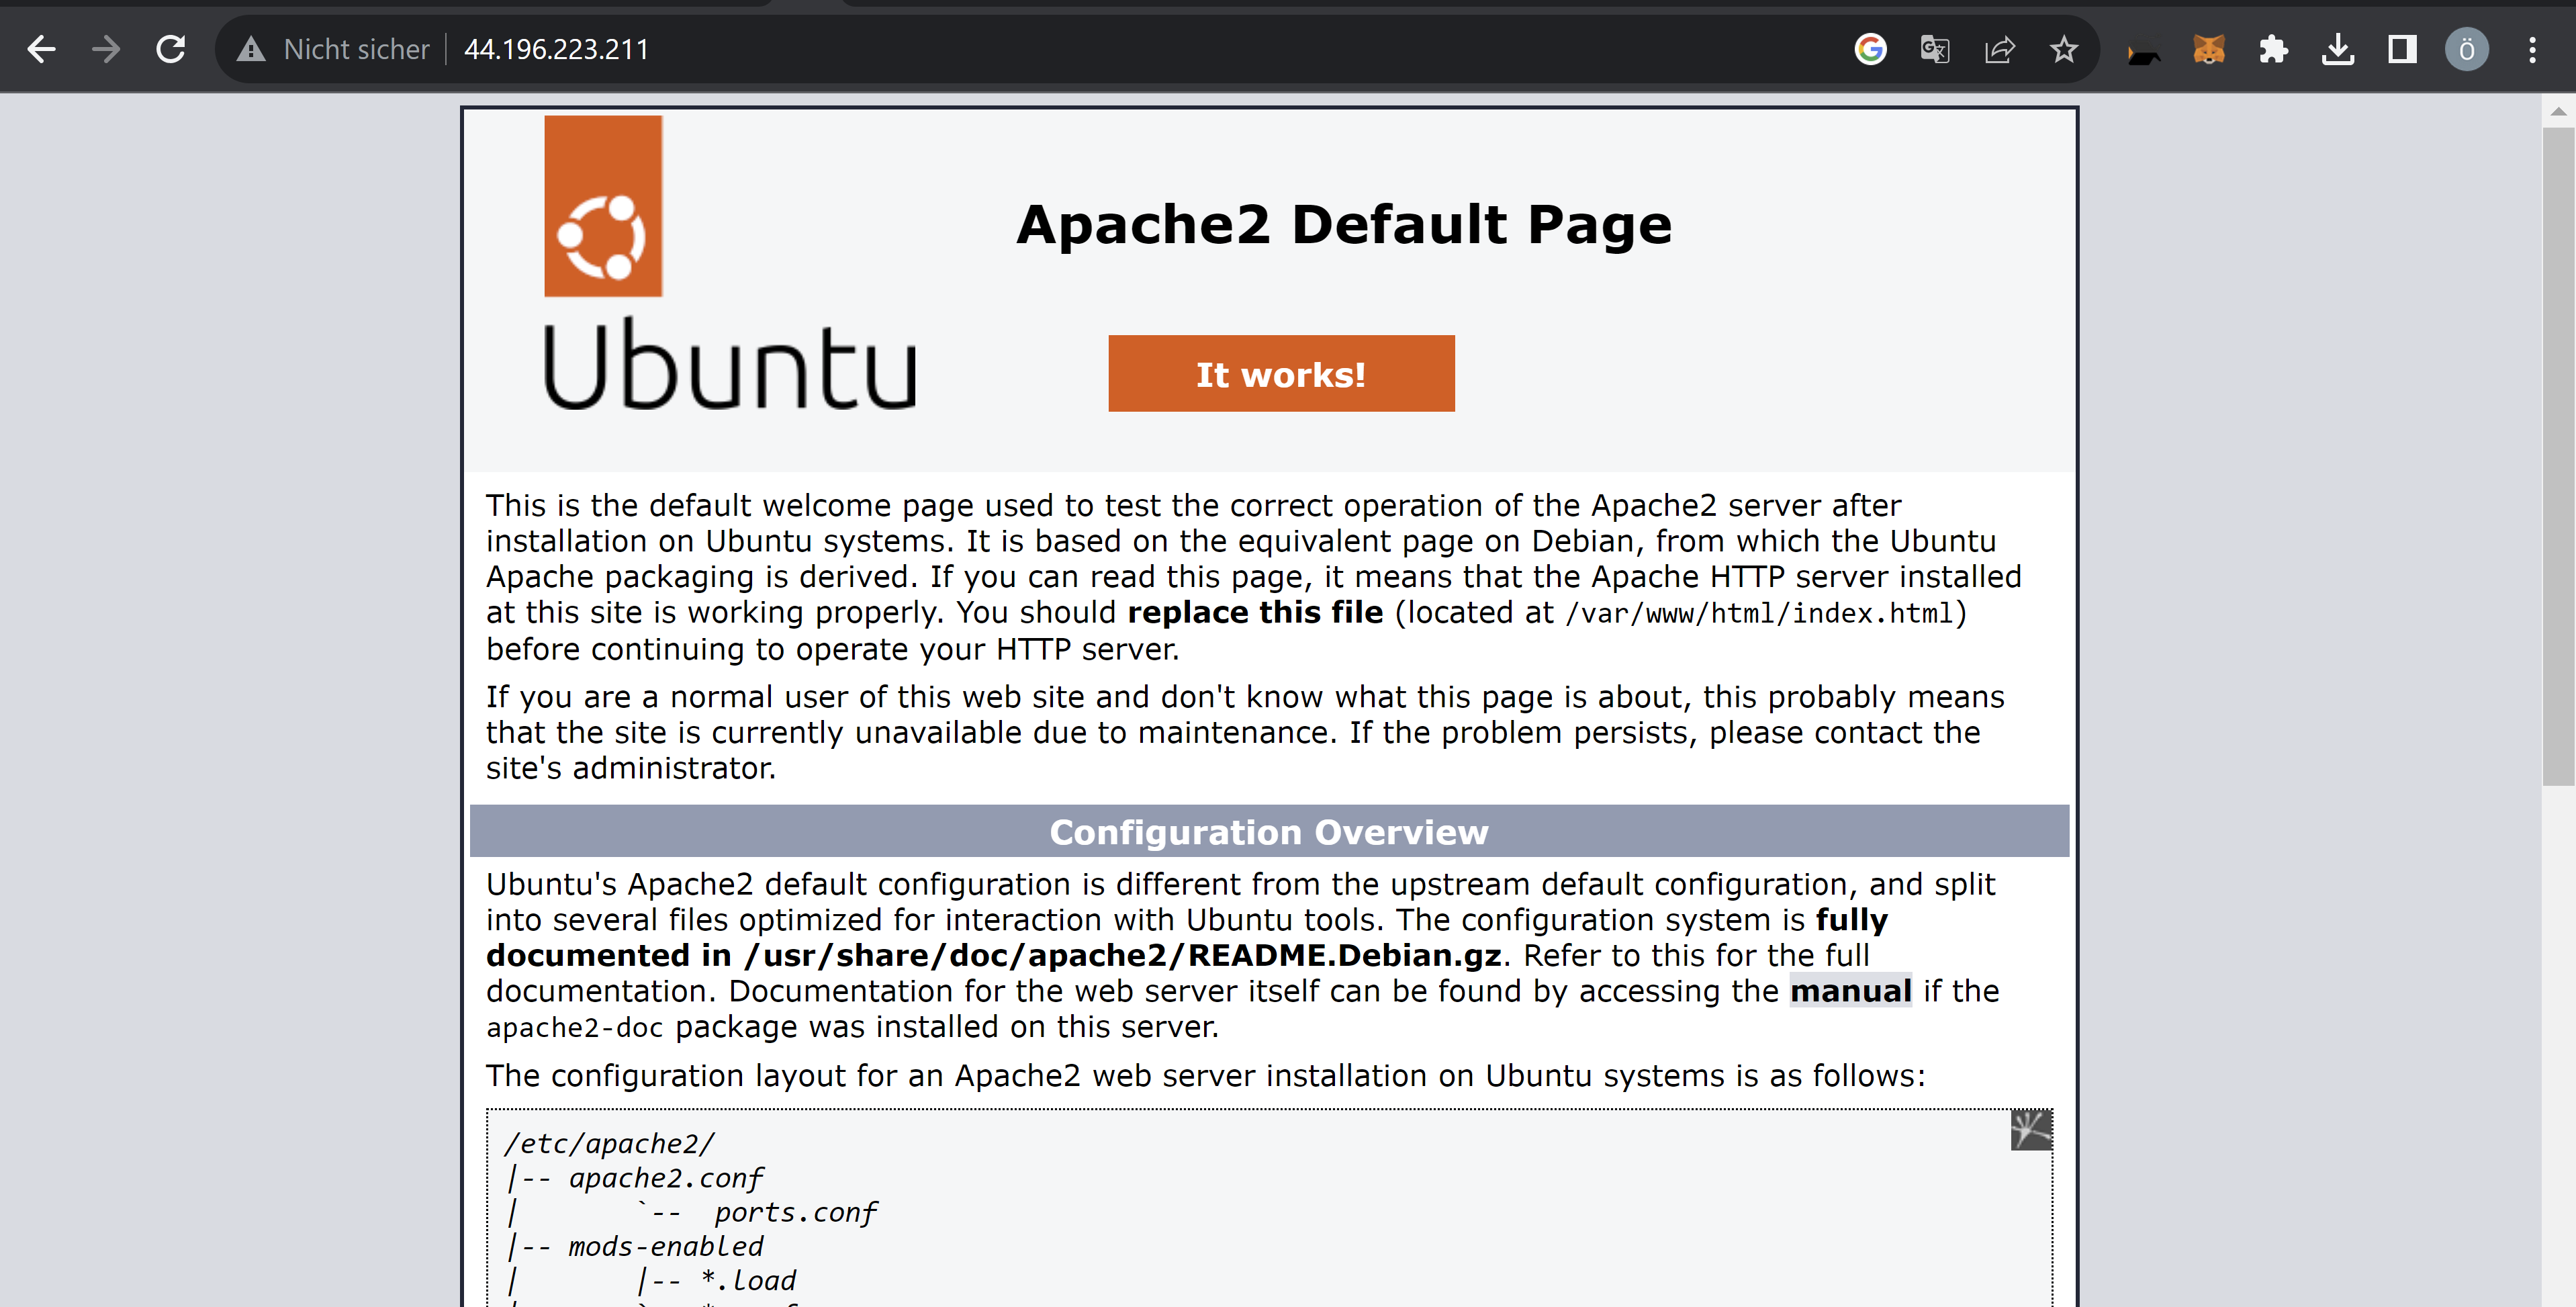 Nicht sicher 44.196.223.211
Ö
Apache2 Default Page
Ubuntu
It works!
This is the default welcome page used to test the correct operation of the Apache2 server after
installation on Ubuntu systems. It is based on the equivalent page on Debian, from which the Ubuntu
Apache packaging is derived. If you can read this page, it means that the Apache HTTP server installed
at this site is working properly. You should replace this file (located at /var/www/html/index.html)
before continuing to operate your HTTP server.
If you are a normal user of this web site and don't know what this page is about, this probably means
that the site is currently unavailable due to maintenance. If the problem persists, please contact the
site's administrator.
Configuration Overview
Ubuntu's Apache2 default configuration is different from the upstream default configuration, and split
into several files optimized for interaction with Ubuntu tools. The configuration system is fully
documented in /usr/share/doc/apache2/README.Debian.gz. Refer to this for the full
documentation. Documentation for the web server itself can be found by accessing the manual if the
apache2-doc package was installed on this server.
The configuration layout for an Apache2 web server installation on Ubuntu systems is as follows:
/etc/apache2/
|-- apache2.conf
|       `--  ports.conf
|-- mods-enabled
|       |-- *.load